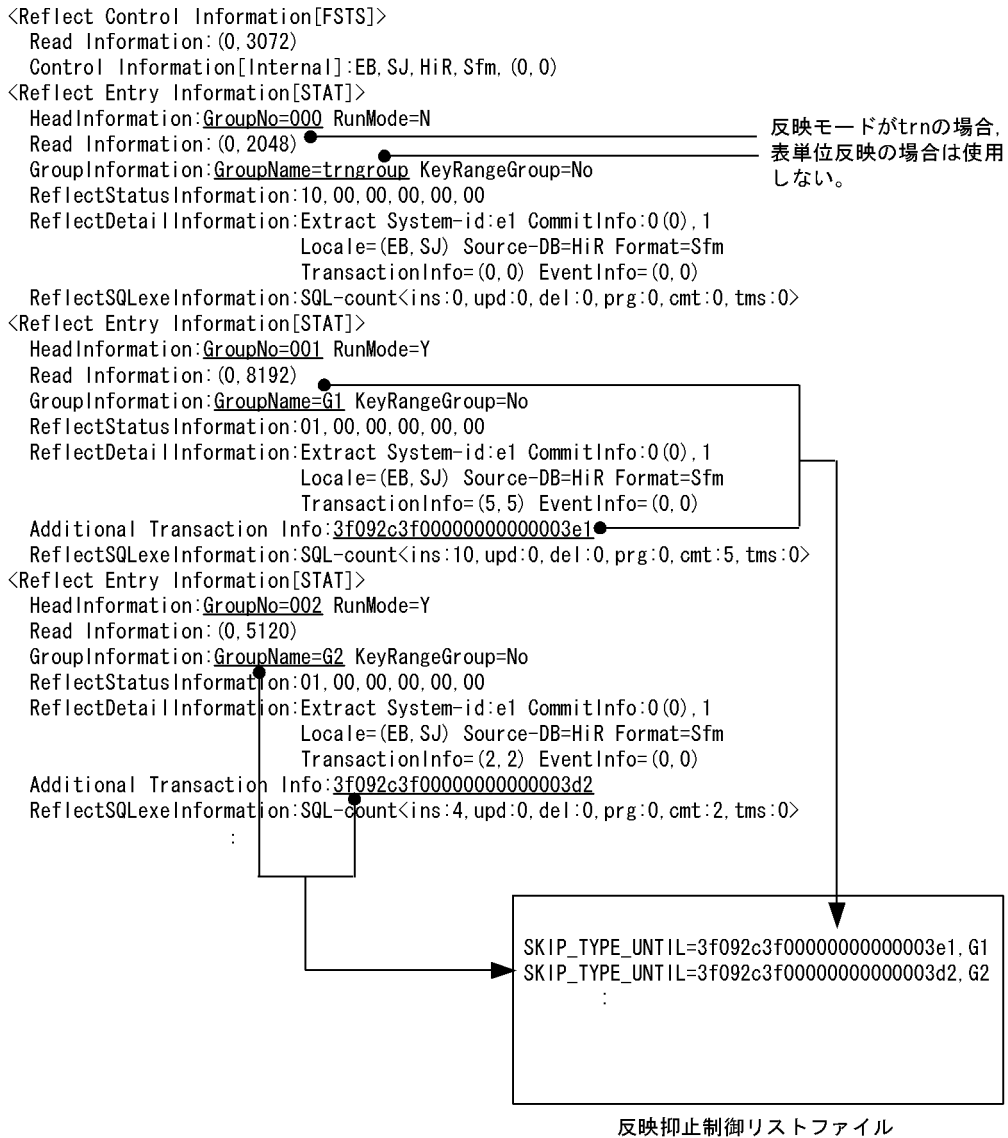 <Reflect Control Information[FSTS]>
Read Information:(0,3072)
Control Information[Internal]:EB,SJ,HiR,Sfm,(0,0)
<Reflect Entry Information[STAT]>
HeadInformation:GroupNo=000 RunMode=N
Read Information:(0,2048)
GroupInformation:GroupName=trngroup KeyRangeGroup=No
ReflectStatusInformation:10,00,00,00,00,00
ReflectDetailInformation:Extract System-id:e1 CommitInfo:0(0),1
Locale=(EB,SJ) Source-DB=HiR Format=Sfm
TransactionInfo=(0,0) EventInfo=(0,0)
ReflectSQLexeInformation:SQL-count<ins:0,upd:0,del:0,prg:0,cmt:0,tms:0>
反映モードがtrnの場合,
表単位反映の場合は使用
しない。
<Reflect Entry Information[STAT]>
HeadInformation:GroupNo=001 RunMode=Y
Read Information:(0,8192)
GroupInformation:GroupName=G1 KeyRangeGroup=No
ReflectStatusInformation:01,00,00,00,00,00
ReflectDetailInformation:Extract System-id:e1 CommitInfo:0(0),1
Locale=(EB,SJ) Source-DB=HiR Format=Sfm
TransactionInfo=(5,5) EventInfo=(0,0)
Additional Transaction Info:3f092c3f00000000000003e1
ReflectSQLexeInformation:SQL-count<ins:10,upd:0,del:0,prg:0,cmt:5,tms:0>
<Reflect Entry Information[STAT]>
HeadInformation:GroupNo=002 RunMode=Y
Read Information:(0,5120)
GroupInformation:GroupName=G2 KeyRangeGroup=No
ReflectStatusInformation:01,00,00,00,00,00
ReflectDetailInformation:Extract System-id:e1 CommitInfo:0(0),1
Locale=(EB,SJ) Source-DB=HiR Format=Sfm
TransactionInfo=(2,2) EventInfo=(0,0)
Additional Transaction Info:3f092c3f00000000000003d2
ReflectSQLexeInformation:SQL-count<ins:4,upd:0,del:0,prg:0,cmt:2,tms:0>
:
SKIP_TYPE_UNTIL=3f092c3f00000000000003e1,G1
SKIP_TYPE_UNTIL=3f092c3f00000000000003d2,G2
:
反映抑止制御リストファイル